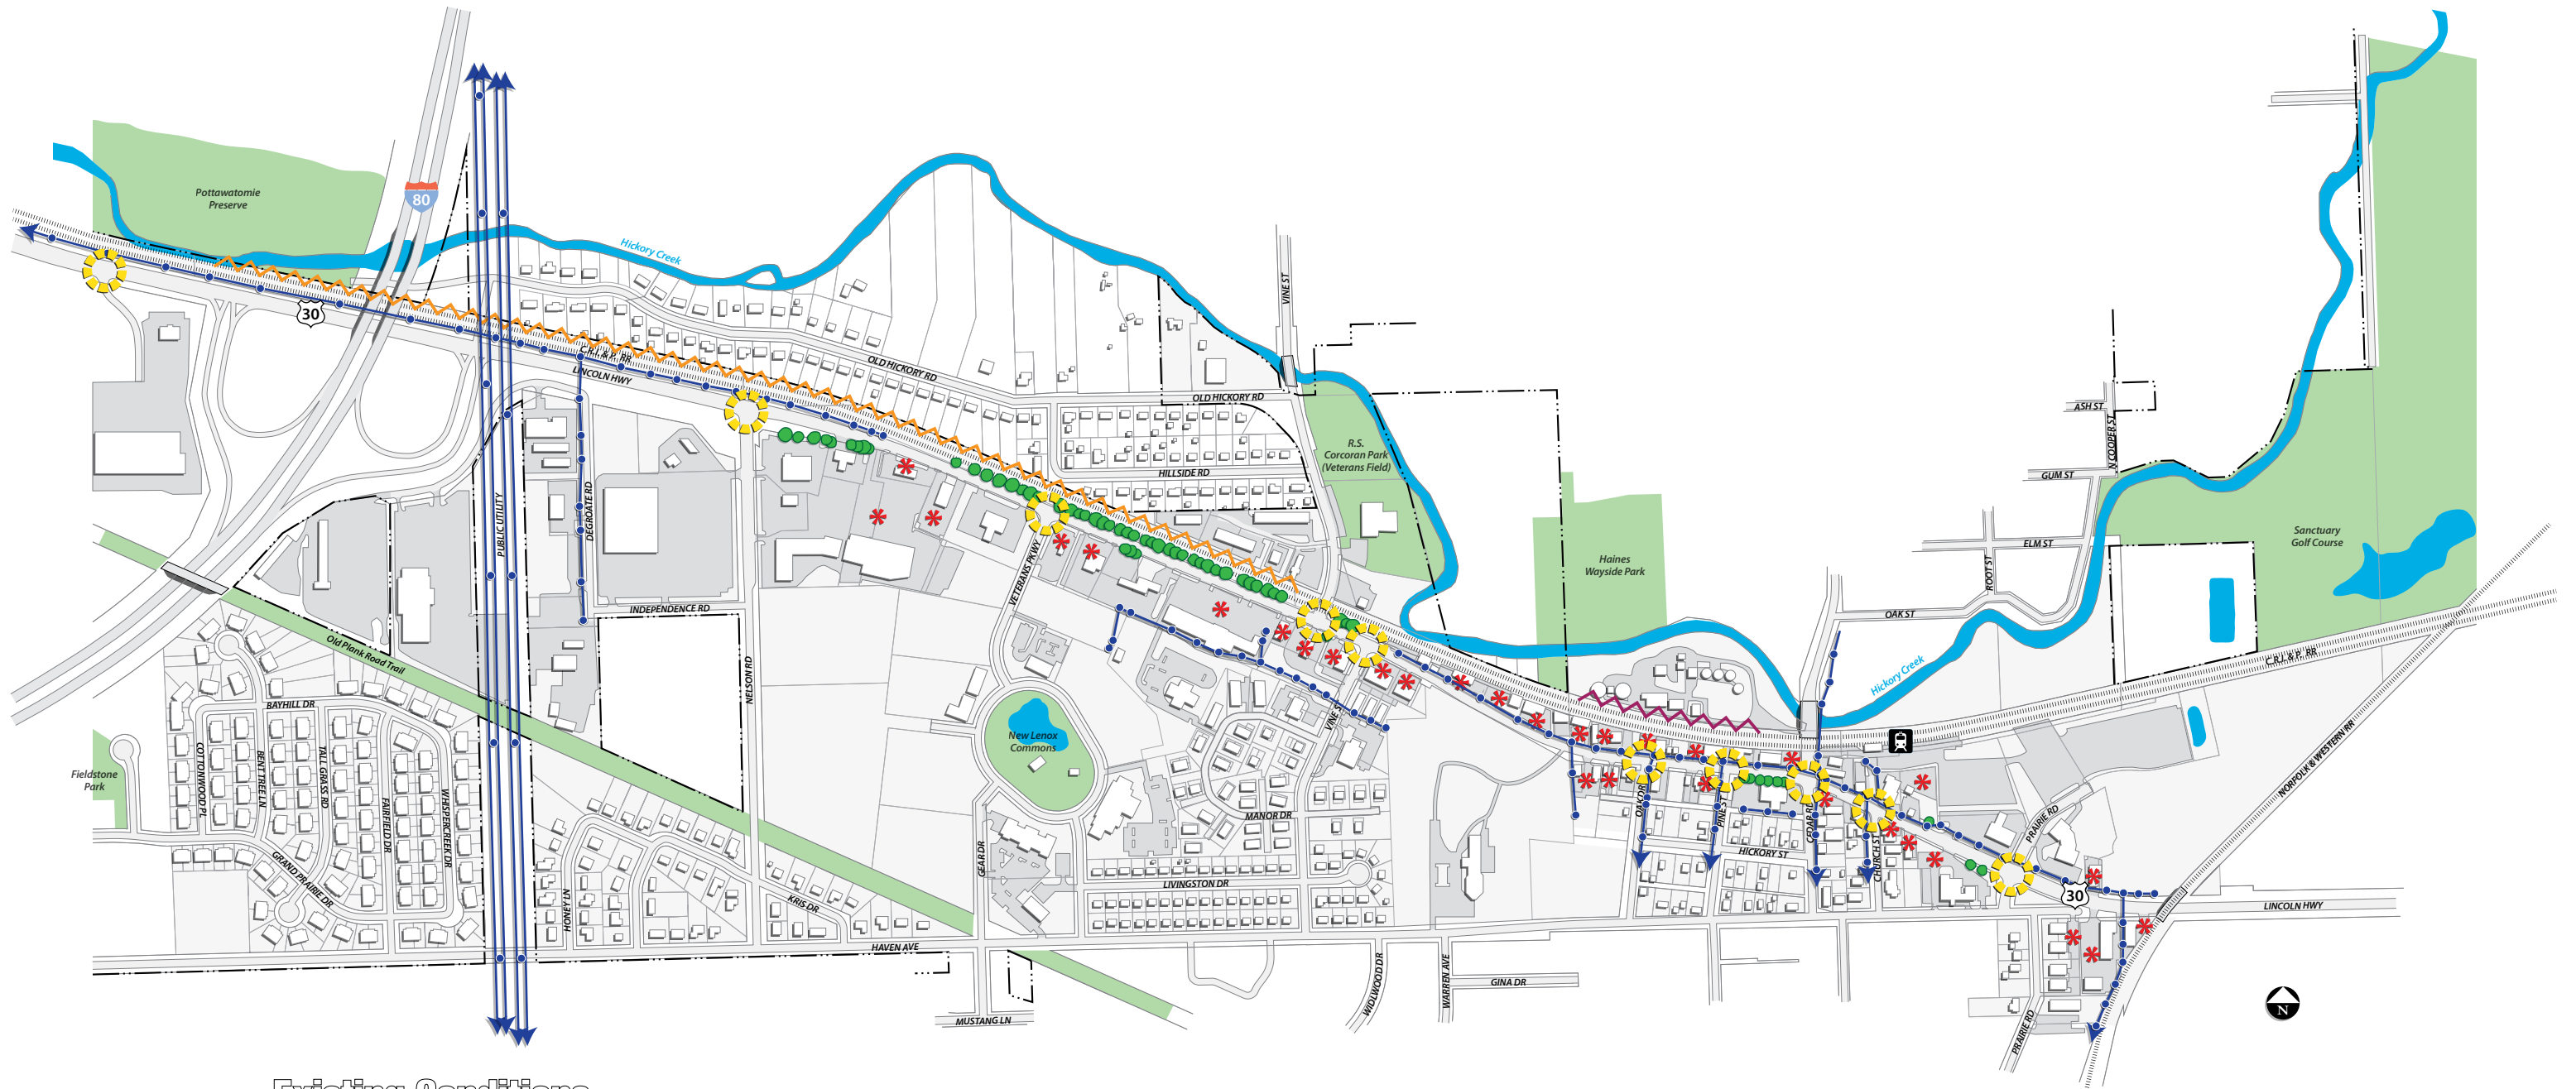 Pottawatomie
Preserve
80
Hickory Creek
VINE ST
30
C.R.I. & P. RR
LINCOLN HWY
OLD HICKORY RD
OLD HICKORY RD
R.S.
Corcoran Park
(Veterans Field)
HILLSIDE RD
ASH ST
N COOPER ST
GUM ST
ELM ST
ROOT ST
OAK ST
Sanctuary
Golf Course
Haines
Wayside Park
PUBLIC UTILITY
DEGROATE RD
VETERANS PKWY
INDEPENDENCE RD
NELSON RD
Old Plank Road Trail
Hickory Creek
C.R.I. & P. RR
NORFOLK & WESTERN RR
BAYHILL DR
COTTONWOOD PL
BENT TREE LN
TALL GRASS RD
FAIRFIELD DR
WHISPERCREEK DR
Fieldstone
Park
GRAND PRAIRIE DR
New Lenox
Commons
VINE ST
MANOR DR
OAK DR
PINE ST
CEDAR RD
CHURCH ST
HICKORY ST
PRAIRIE RD
GEAR DR
LIVINGSTON DR
HONEY LN
KRIS DR
30
LINCOLN HWY
HAVEN AVE
WIDLWOOD DR
WARREN AVE
GINA DR
MUSTANG LN
PRAIRIE RD
N
Existing Conditions